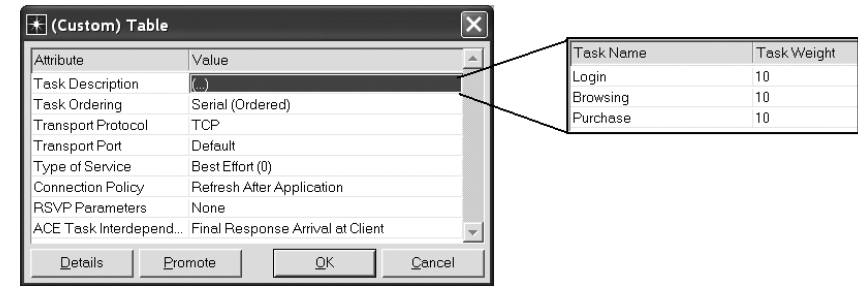 (Custom) Table
Attribute Value
Task Description (...)
Task Ordering Serial (Ordered)
Transport Protocol TCP
Transport Port Default
Type of Service Best Effort (0)
Connection Policy Refresh After Application
RSVP Parameters None
ACE Task Interdepend... Final Response Arrival at Client
Details Promote OK Cancel
Task Name Task Weight
Login 10
Browsing 10
Purchase 10